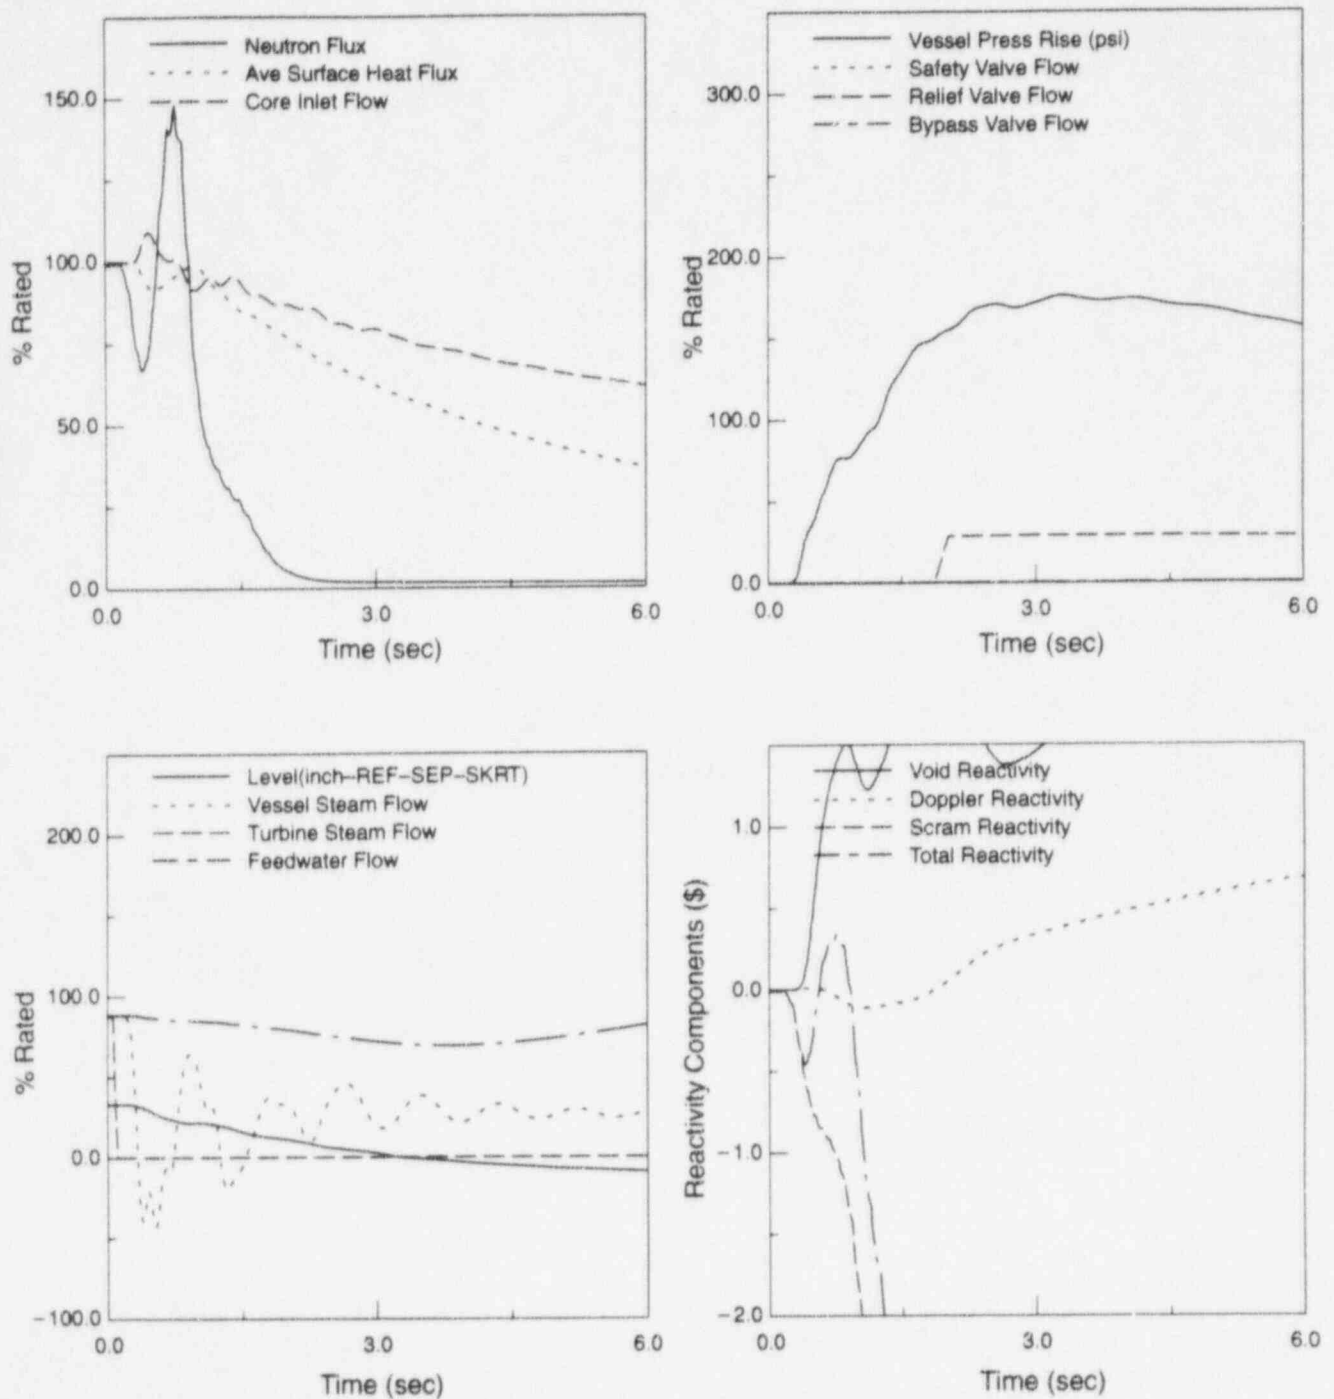 Neutron Flux
Ave Surface Heat Flux
Core Inlet Flow
150.0
100.0
50.0
0.0
% Rated
0.0 3.0 6.0
Time (sec)
Vessel Press Rise (psi)
Safety Valve Flow
Relief Valve Flow
Bypass Valve Flow
300.0
200.0
100.0
0.0
% Rated
0.0 3.0 6.0
Time (sec)
Level(inch-REF-SEP-SKRT)
Vessel Steam Flow
Turbine Steam Flow
Feedwater Flow
200.0
100.0
0.0
-100.0
% Rated
0.0 3.0 6.0
Time (sec)
Void Reactivity
Doppler Reactivity
Scram Reactivity
Total Reactivity
1.0
0.0
-1.0
-2.0
Reactivity Components ($)
0.0 3.0 6.0
Time (sec)